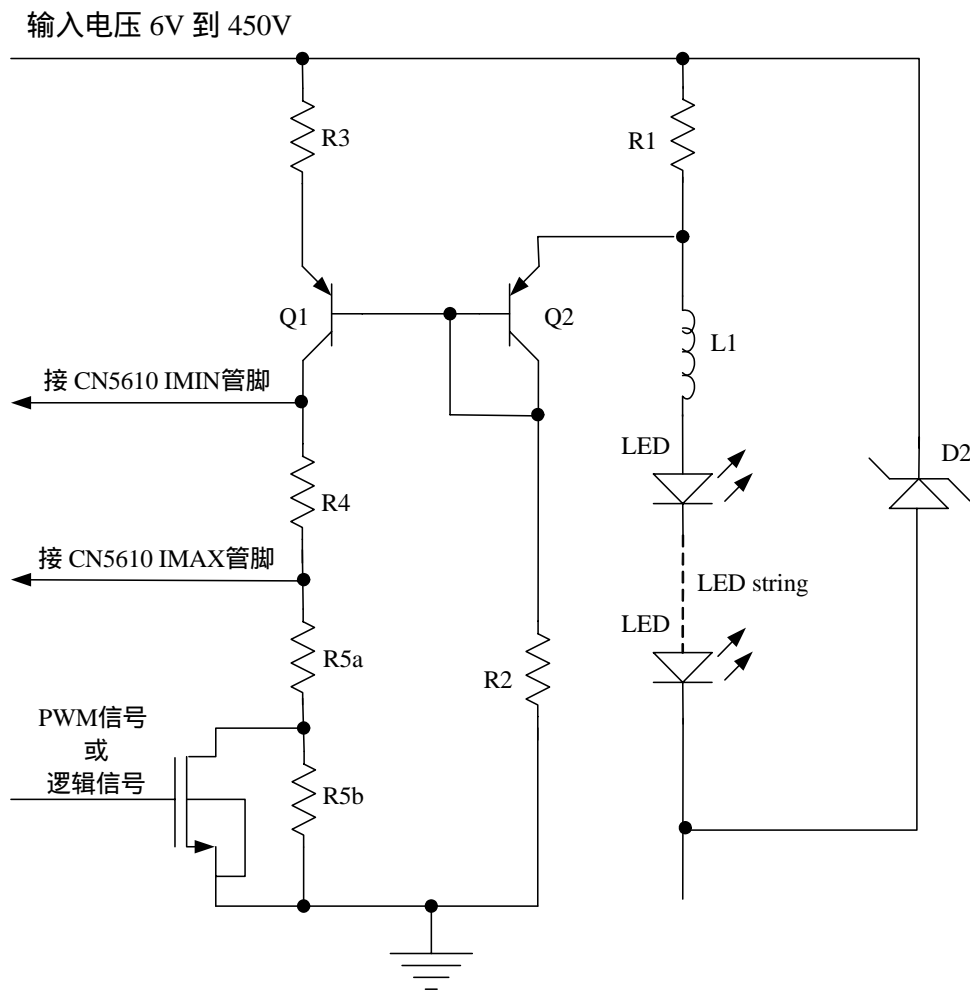 输入电压 6V 到 450V
R3
R1
Q1
Q2
L1
接 CN5610 IMIN管脚
LED
D2
R4
接 CN5610 IMAX管脚
LED string
LED
R5a
R2
PWM信号
或
逻辑信号
R5b